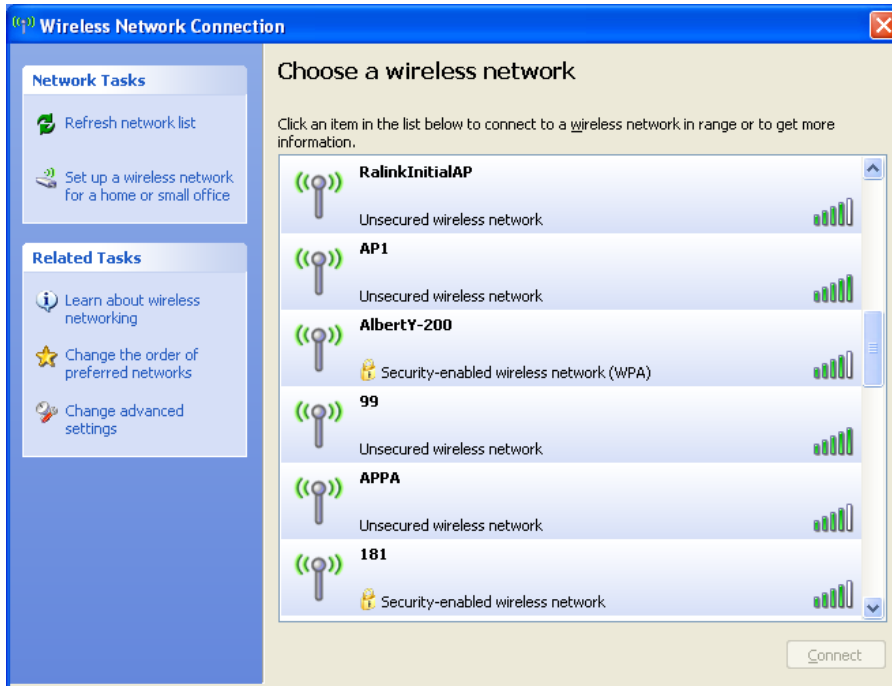 Wireless Network Connection
Network Tasks
Refresh network list
Set up a wireless network
for a home or small office
Related Tasks
Learn about wireless
networking
Change the order of
preferred networks
Change advanced
settings
Choose a wireless network
Click an item in the list below to connect to a wireless network in range or to get more
information.
RalinkInitialAP
Unsecured wireless network
AP1
Unsecured wireless network
AlbertY-200
Security-enabled wireless network (WPA)
99
Unsecured wireless network
APPA
Unsecured wireless network
181
Security-enabled wireless network
Connect